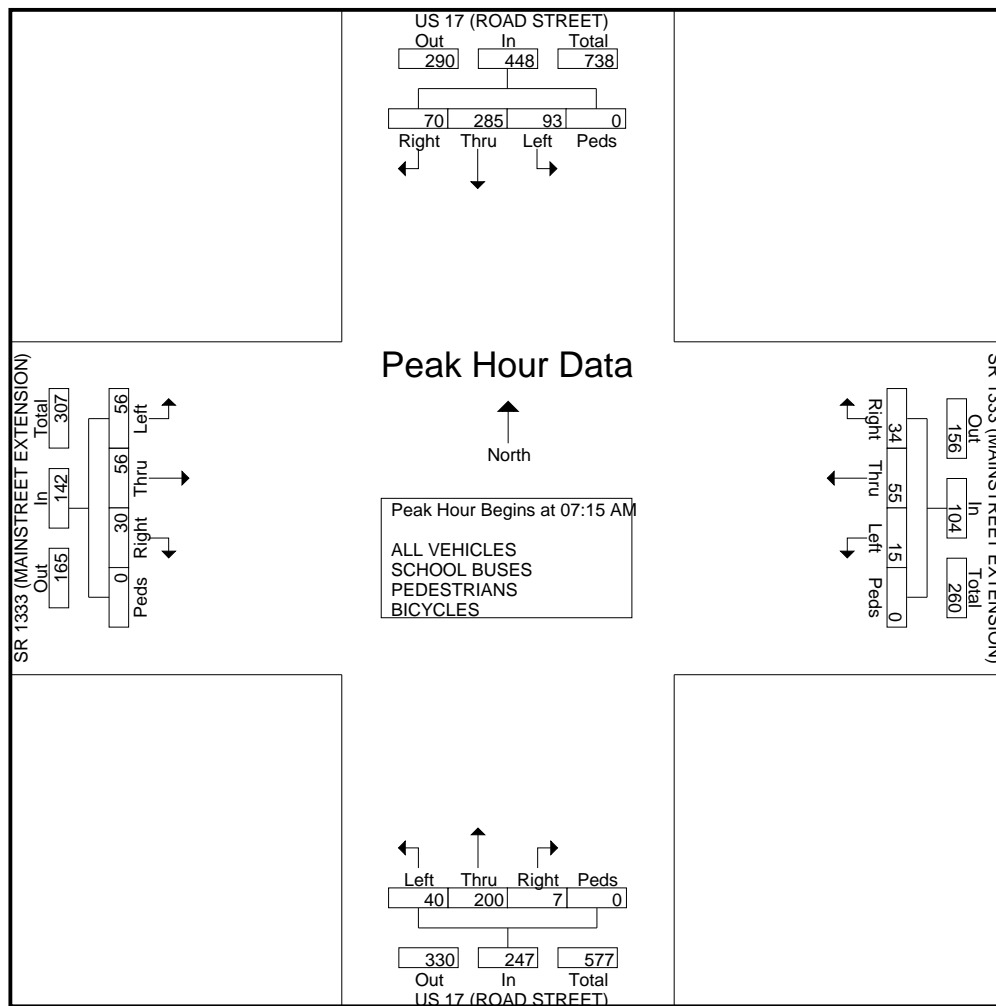 US 17 (ROAD STREET)
Out In Total
290 448 738
70 285 93 0
Right Thru Left Peds
Peak Hour Data
North
Peak Hour Begins at 07:15 AM
ALL VEHICLES
SCHOOL BUSES
PEDESTRIANS
BICYCLES
SR 1333 (MAINSTREET EXTENSION)
Out In Total
165 142 307
0 30 56 56
Peds Right Thru Left
SR 1333 (MAINSTREET EXTENSION)
Out In Total
156 104 260
34 55 15 0
Right Thru Left Peds
Left Thru Right Peds
40 200 7 0
330 247 577
Out In Total
US 17 (ROAD STREET)